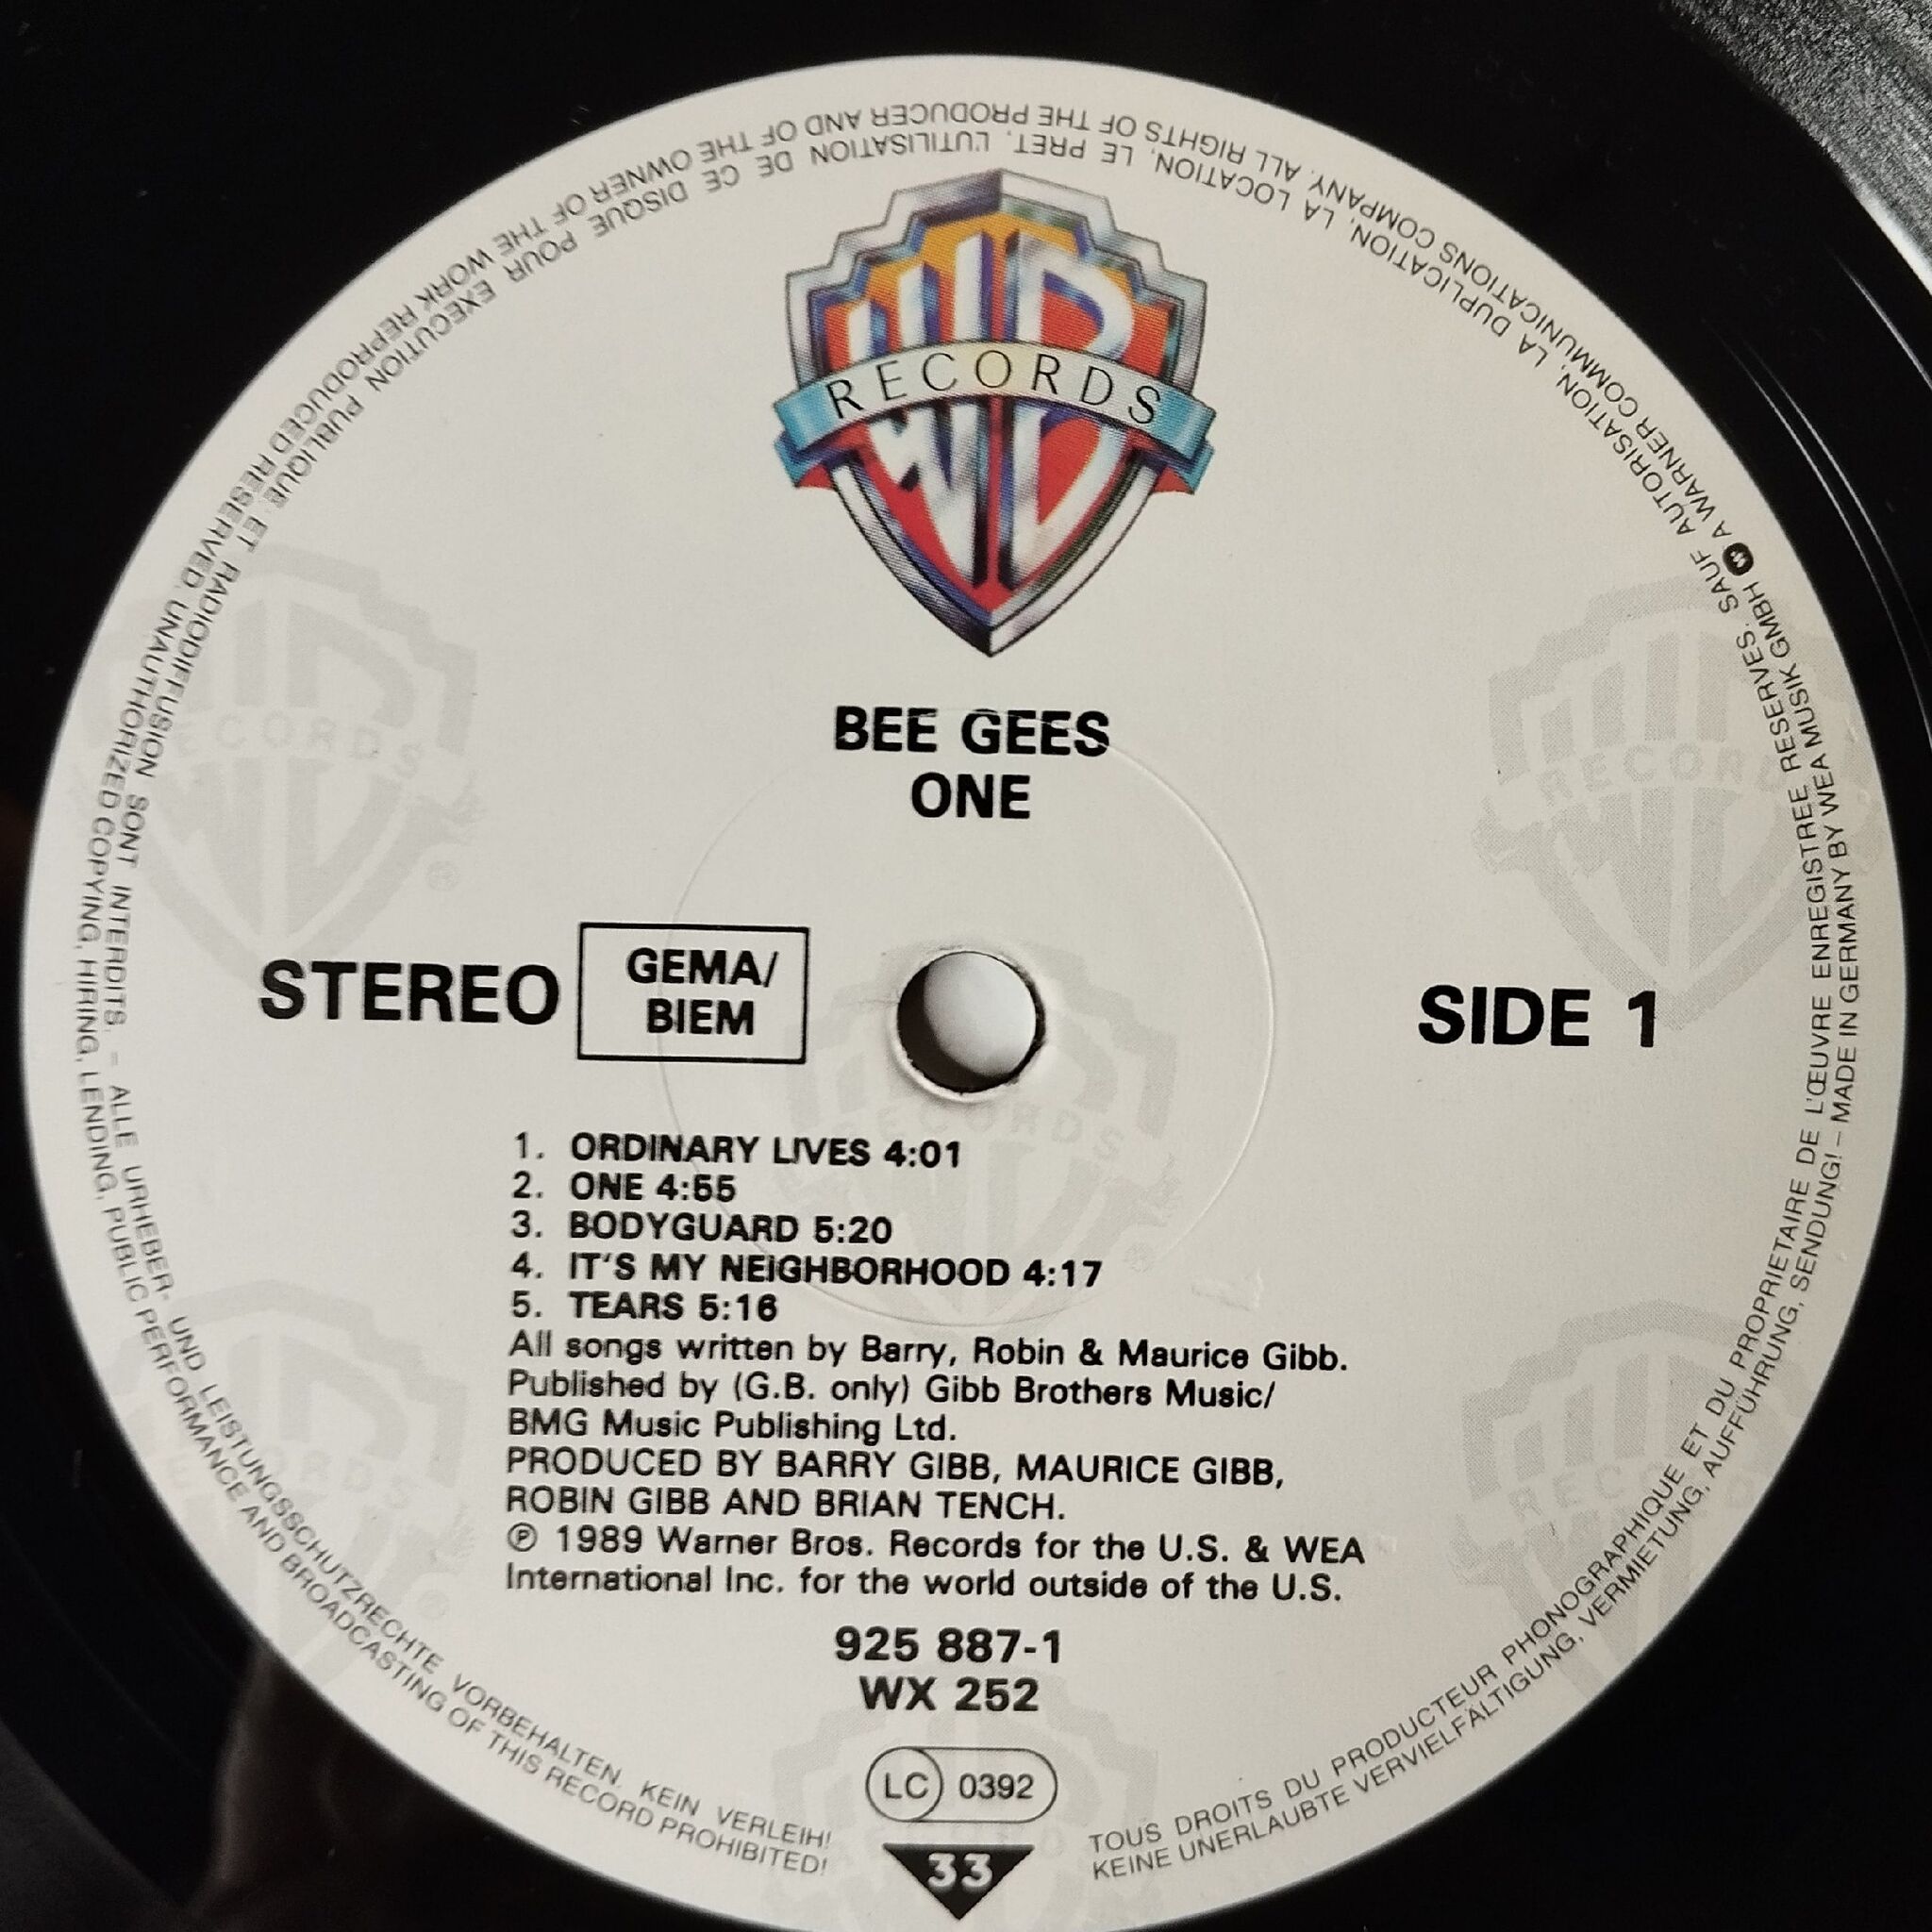 RECORDS
BEE GEES
ONE
STEREO
GEMA/
BIEM
SIDE 1
1. ORDINARY LIVES 4:01
2. ONE 4:55
3. BODYGUARD 5:20
4. IT'S MY NEIGHBORHOOD 4:17
5. TEARS 5:16
All songs written by Barry, Robin & Maurice Gibb.
Published by (G.B. only) Gibb Brothers Music/
BMG Music Publishing Ltd.
PRODUCED BY BARRY GIBB, MAURICE GIBB,
ROBIN GIBB AND BRIAN TENCH.
℗ 1989 Warner Bros. Records for the U.S. & WEA
International Inc. for the world outside of the U.S.
925 887-1
WX 252
LC 0392
33
TOUS DROITS DU PRODUCTEUR PHONOGRAPHIQUE ET DU PROPRIETAIRE DE L'ŒUVRE ENREGISTREE RESERVES. SAUF AUTORISATION, LA DUPLICATION, LA LOCATION, LE PRET, L'UTILISATION DE CE DISQUE POUR EXECUTION PUBLIQUE ET RADIODIFFUSION SONT INTERDITS. – ALLE URHEBER- UND LEISTUNGSSCHUTZRECHTE VORBEHALTEN. KEIN VERLEIH!
KEINE UNERLAUBTE VERVIELFÄLTIGUNG, VERMIETUNG, AUFFÜHRUNG, SENDUNG! – MADE IN GERMANY BY WEA MUSIK GMBH A WARNER COMMUNICATIONS COMPANY. ALL RIGHTS OF THE PRODUCER AND OF THE OWNER OF THE WORK REPRODUCED RESERVED. UNAUTHORIZED COPYING, HIRING, LENDING, PUBLIC PERFORMANCE AND BROADCASTING OF THIS RECORD PROHIBITED!